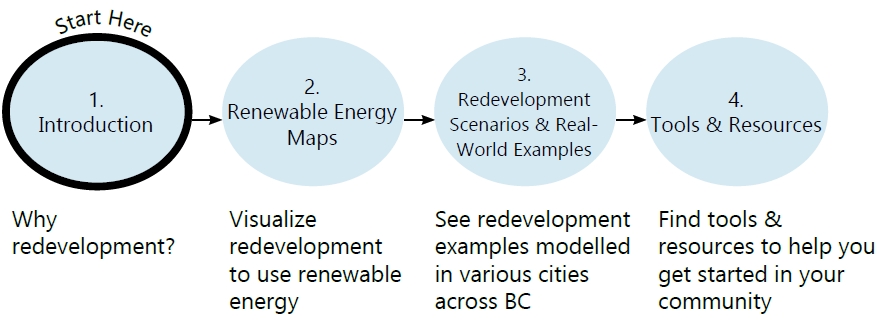 Start Here
1.
Introduction
2.
Renewable Energy
Maps
3.
Redevelopment
Scenarios & Real-
World Examples
4.
Tools & Resources
Why
redevelopment?
Visualize
redevelopment
to use renewable
energy
See redevelopment
examples modelled
in various cities
across BC
Find tools &
resources to help you
get started in your
community